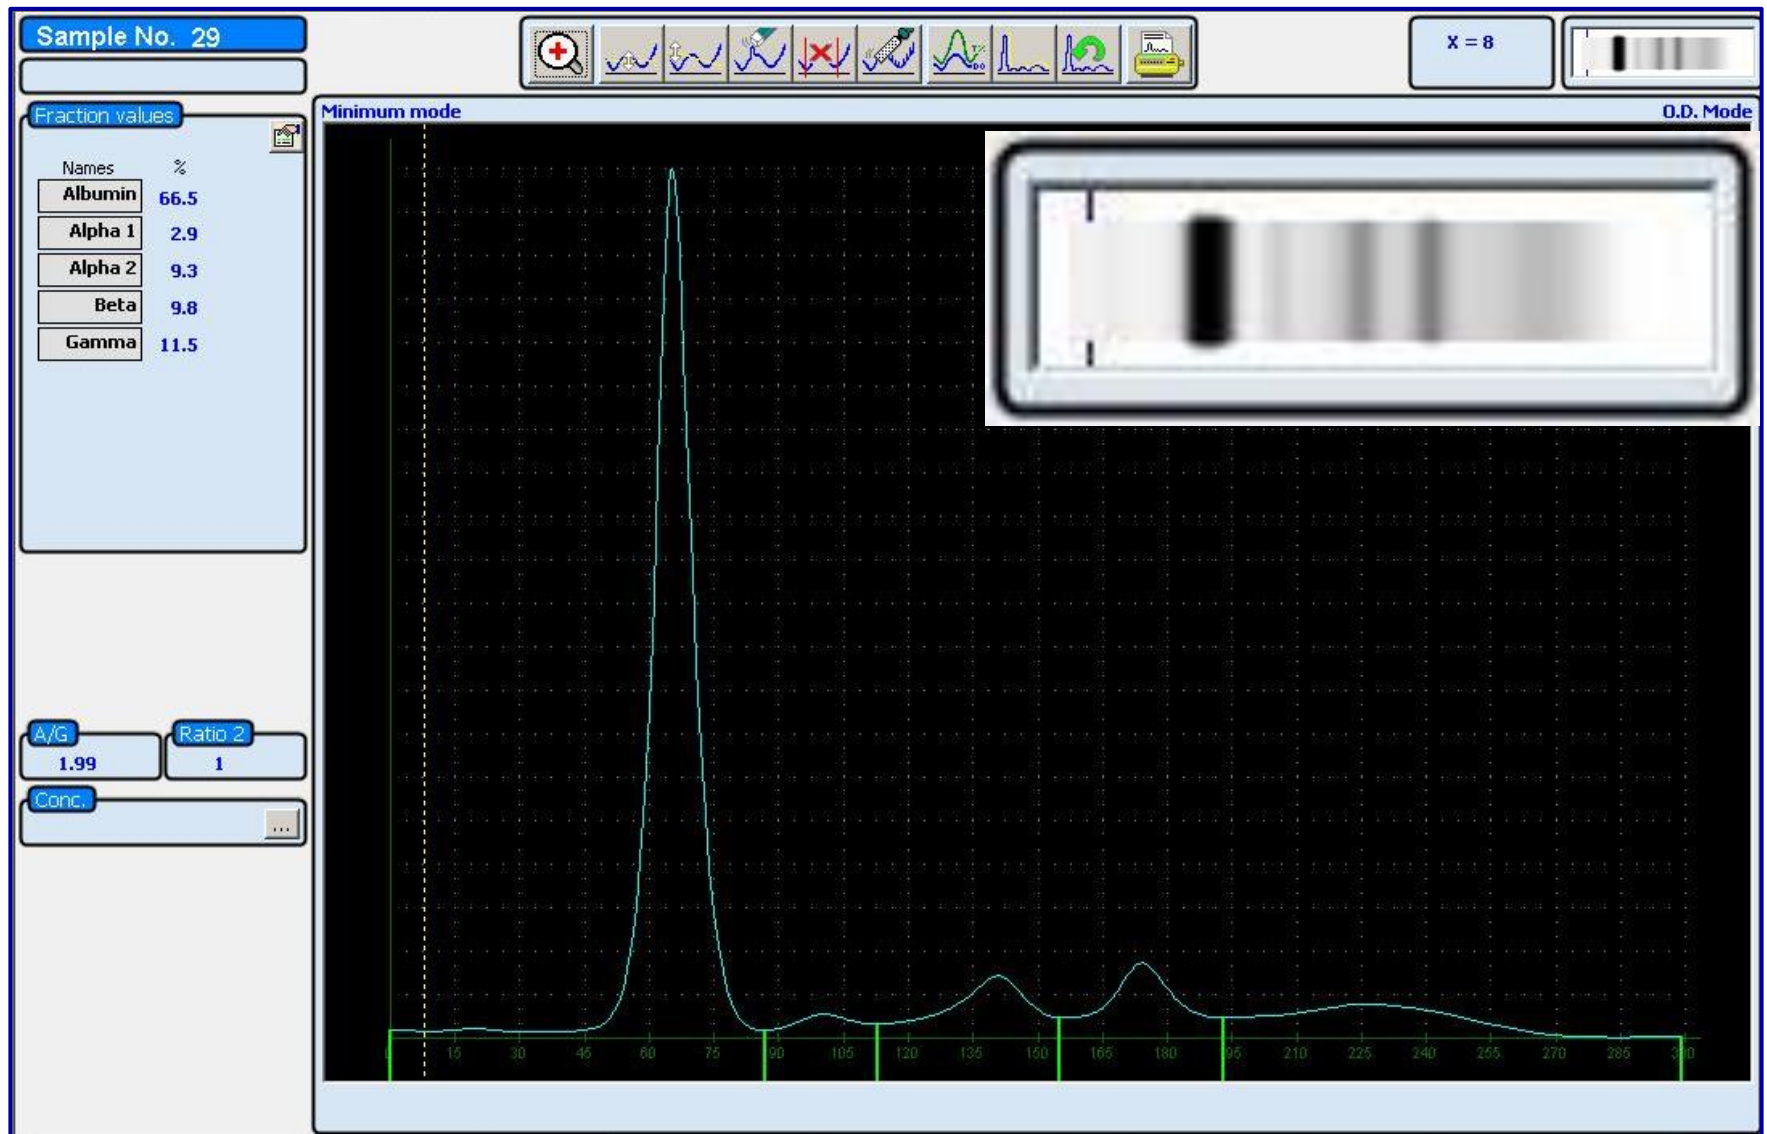 Sample No. 29
X = 8
Fraction values
Names %
Albumin 66.5
Alpha 1 2.9
Alpha 2 9.3
Beta 9.8
Gamma 11.5
A/G
1.99
Ratio 2
1
Conc.
...
Minimum mode
O.D. Mode
15 30 45 60 75 90 105 120 135 150 165 180 195 210 225 240 255 270 285 300